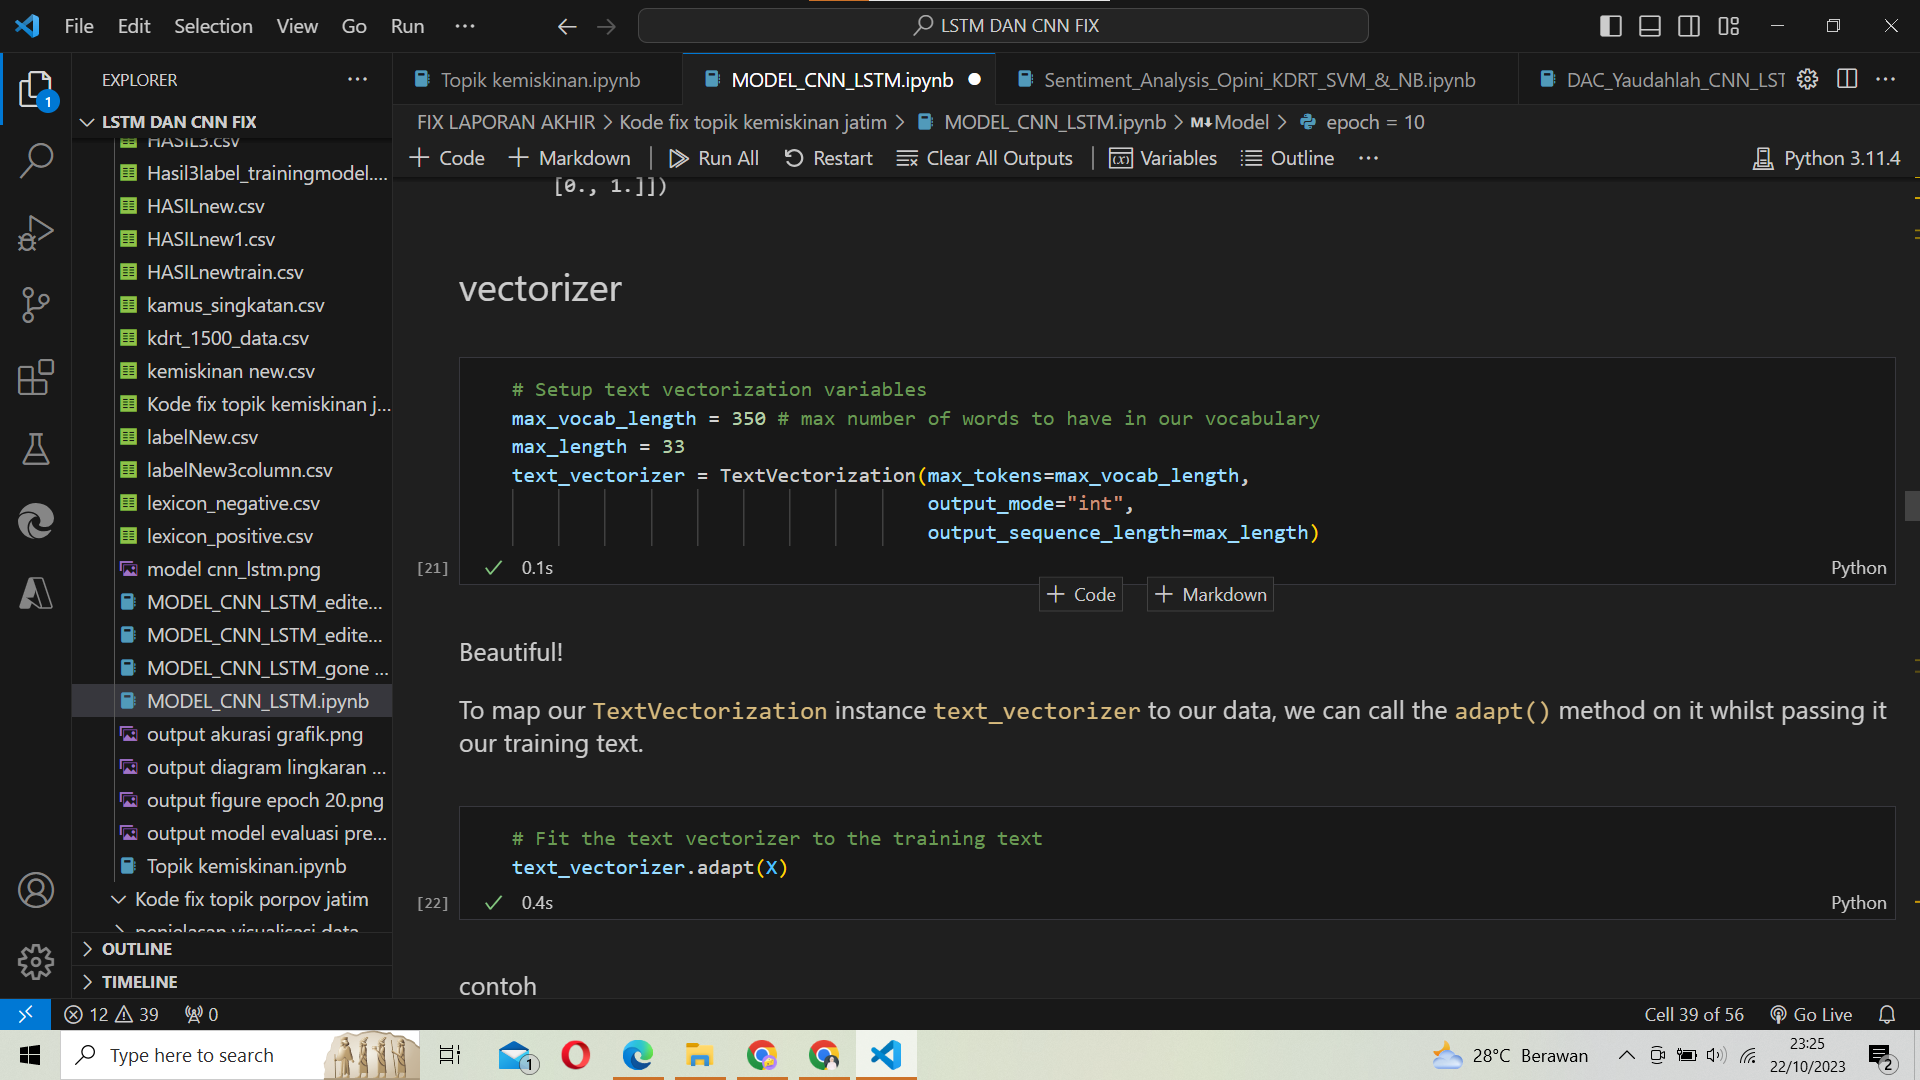 File Edit Selection View Go Run ···
LSTM DAN CNN FIX
EXPLORER ···
LSTM DAN CNN FIX
HASIL3.csv
Hasil3label_trainingmodel....
HASILnew.csv
HASILnew1.csv
HASILnewtrain.csv
kamus_singkatan.csv
kdrt_1500_data.csv
kemiskinan new.csv
Kode fix topik kemiskinan j...
labelNew.csv
labelNew3column.csv
lexicon_negative.csv
lexicon_positive.csv
model cnn_lstm.png
MODEL_CNN_LSTM_edite...
MODEL_CNN_LSTM_edite...
MODEL_CNN_LSTM_gone ...
MODEL_CNN_LSTM.ipynb
output akurasi grafik.png
output diagram lingkaran ...
output figure epoch 20.png
output model evaluasi pre...
Topik kemiskinan.ipynb
Kode fix topik porpov jatim
penjelasan visualisasi data
OUTLINE
TIMELINE
1
Topik kemiskinan.ipynb
MODEL_CNN_LSTM.ipynb
Sentiment_Analysis_Opini_KDRT_SVM_&_NB.ipynb
DAC_Yaudahlah_CNN_LST
FIX LAPORAN AKHIR > Kode fix topik kemiskinan jatim > MODEL_CNN_LSTM.ipynb > M↓Model > epoch = 10
+ Code + Markdown | Run All Restart Clear All Outputs | Variables Outline ··· Python 3.11.4
[0., 1.]])
vectorizer
# Setup text vectorization variables
max_vocab_length = 350 # max number of words to have in our vocabulary
max_length = 33
text_vectorizer = TextVectorization(max_tokens=max_vocab_length,
output_mode="int",
output_sequence_length=max_length)
[21] 0.1s Python
+ Code + Markdown
Beautiful!
To map our TextVectorization instance text_vectorizer to our data, we can call the adapt() method on it whilst passing it
our training text.
# Fit the text vectorizer to the training text
text_vectorizer.adapt(X)
[22] 0.4s Python
contoh
12 39 0 Cell 39 of 56 Go Live
Type here to search 1 28°C Berawan 23:25
22/10/2023 2